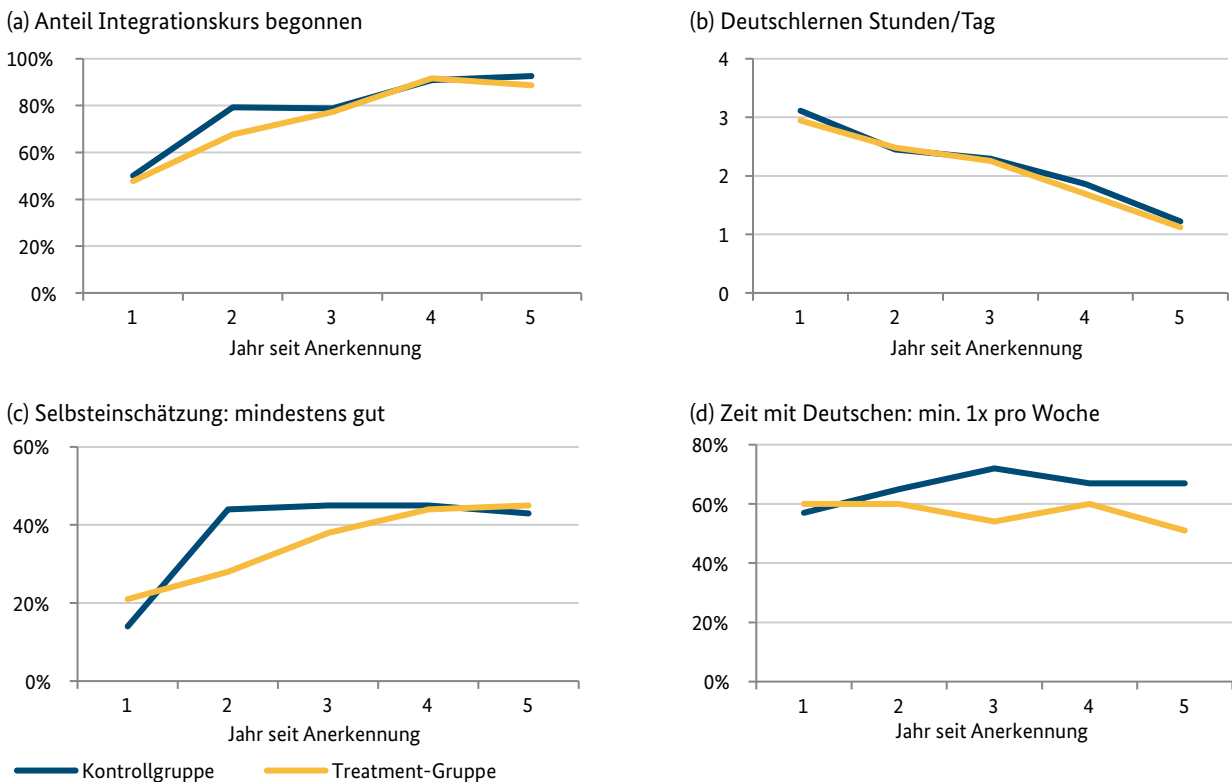 (a) Anteil Integrationskurs begonnen
100%
80%
60%
40%
20%
0%
1 2 3 4 5
Jahr seit Anerkennung
(b) Deutschlernen Stunden/Tag
4
3
2
1
0
1 2 3 4 5
Jahr seit Anerkennung
(c) Selbsteinschätzung: mindestens gut
60%
40%
20%
0%
1 2 3 4 5
Jahr seit Anerkennung
(d) Zeit mit Deutschen: min. 1x pro Woche
80%
60%
40%
20%
0%
1 2 3 4 5
Jahr seit Anerkennung
Kontrollgruppe Treatment-Gruppe